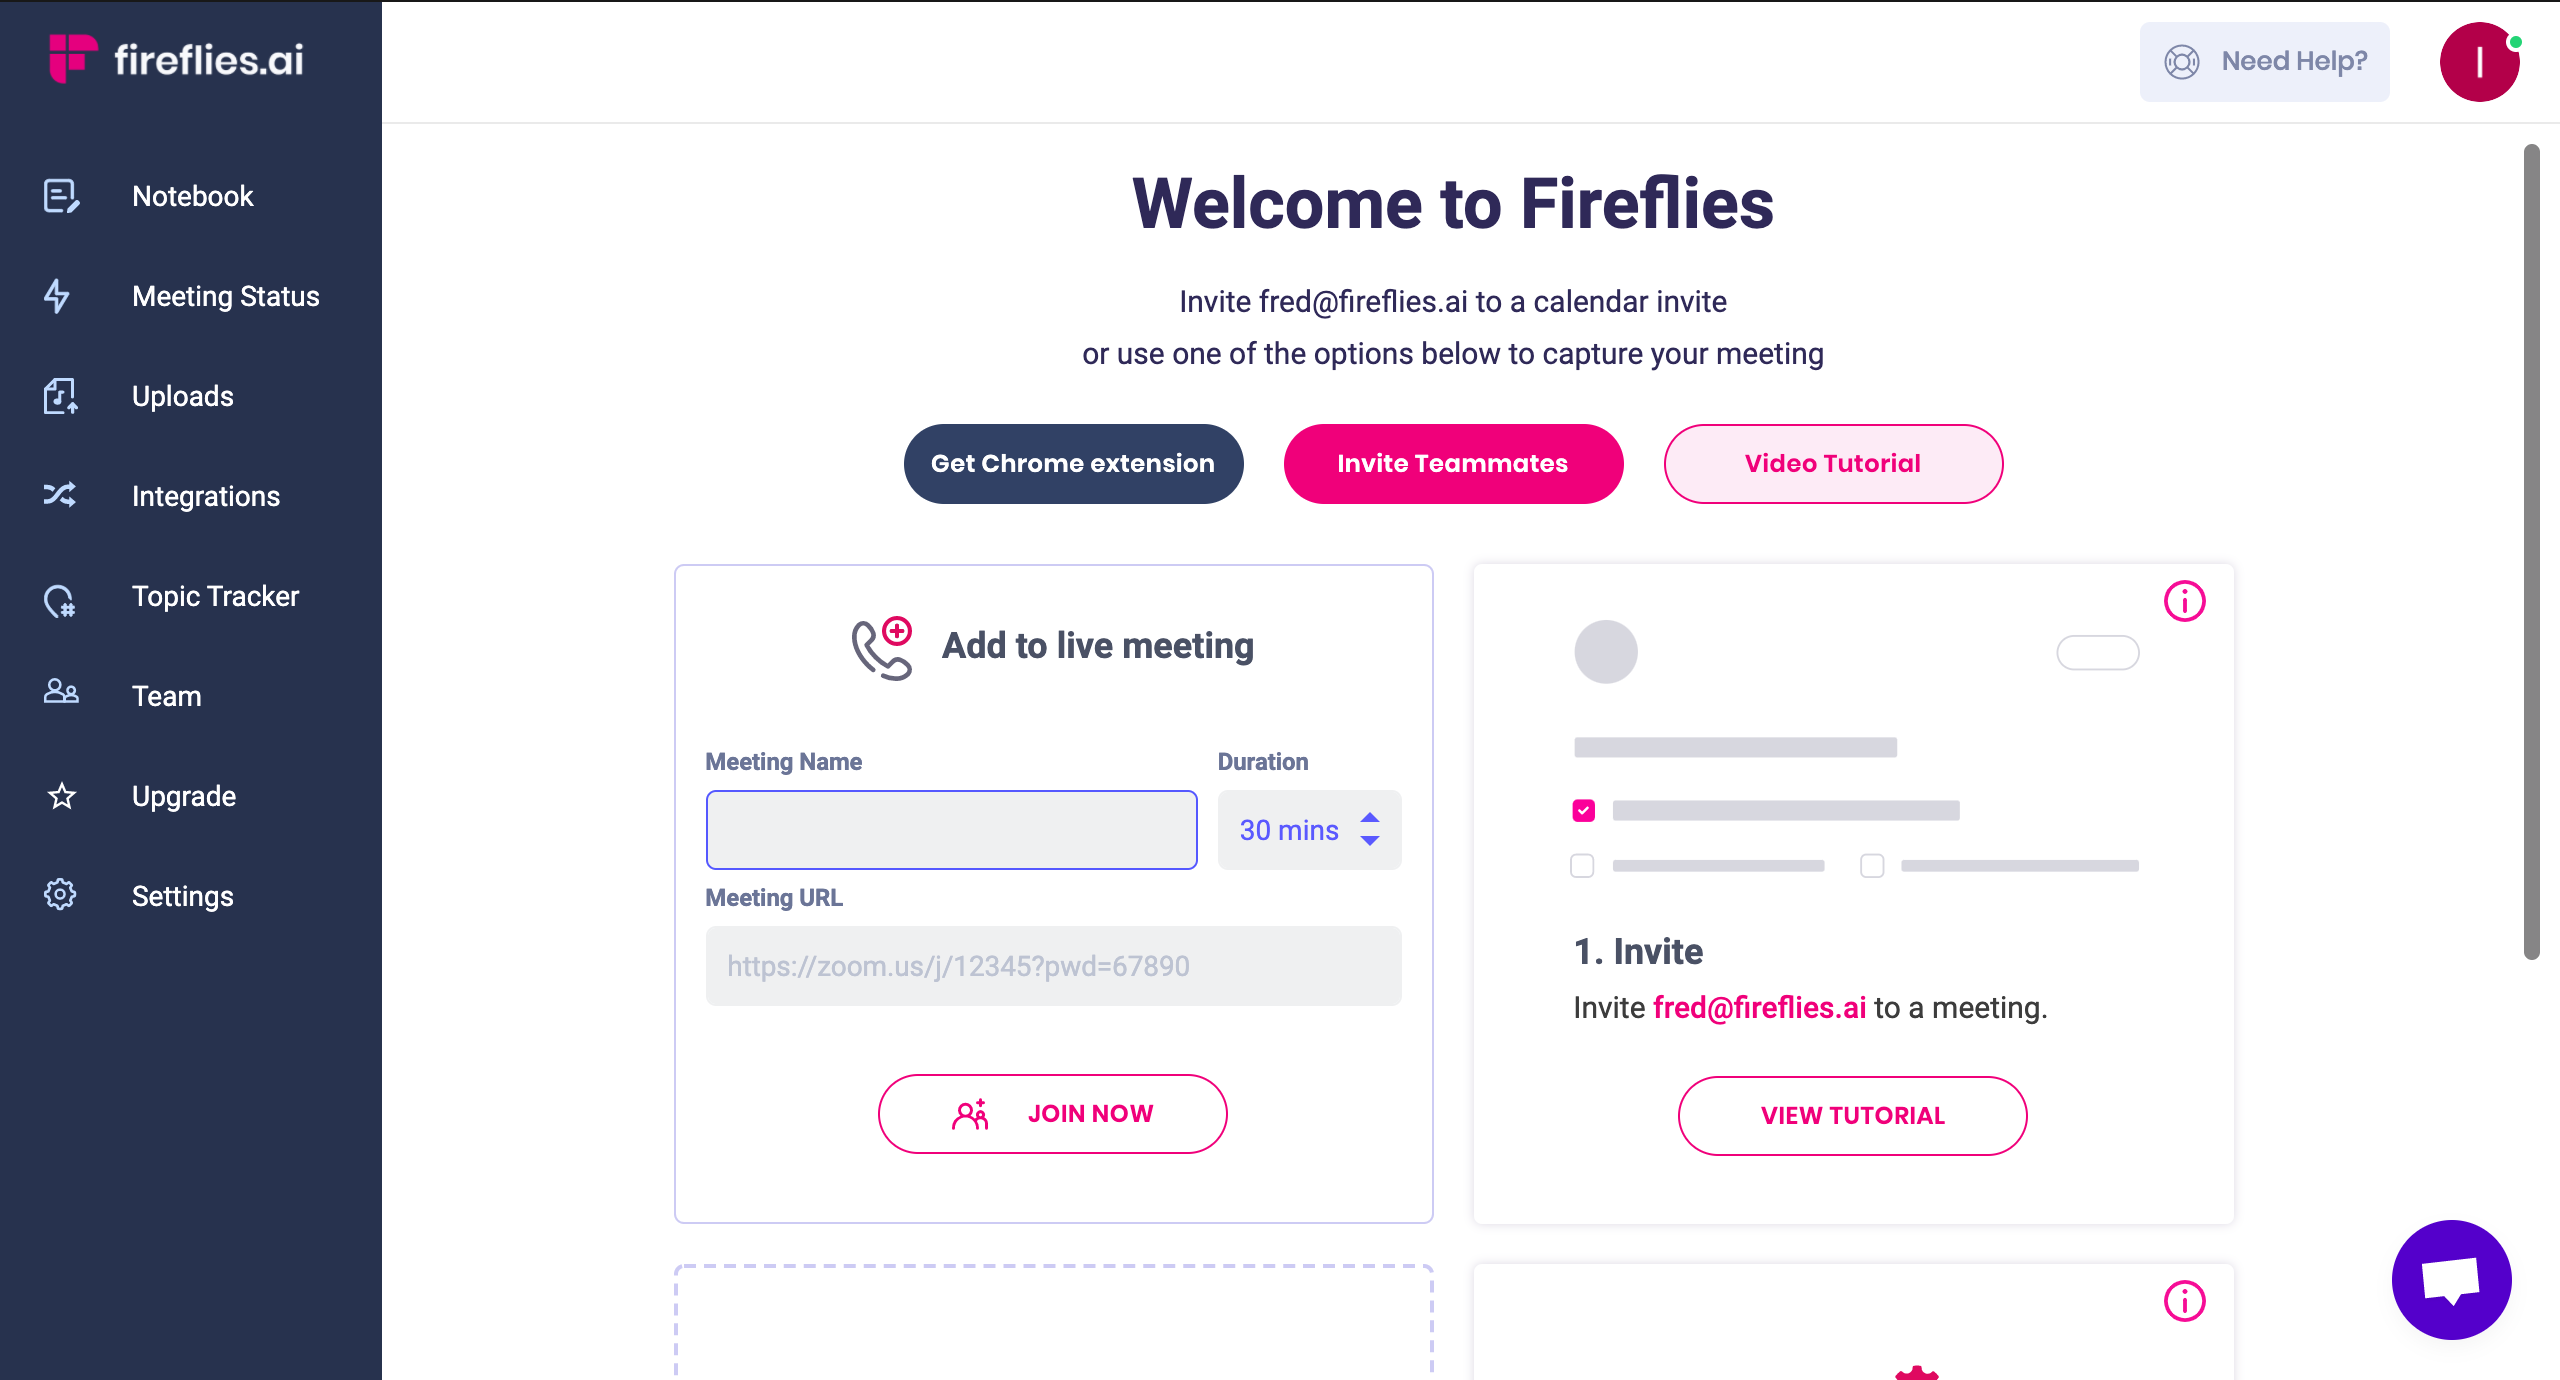 fireflies.ai
Need Help?
I
Notebook
Meeting Status
Uploads
Integrations
Topic Tracker
Team
Upgrade
Settings
Welcome to Fireflies
Invite fred@fireflies.ai to a calendar invite
or use one of the options below to capture your meeting
Get Chrome extension
Invite Teammates
Video Tutorial
Add to live meeting
Meeting Name
Duration
30 mins
Meeting URL
https://zoom.us/j/12345?pwd=67890
JOIN NOW
1. Invite
Invite fred@fireflies.ai to a meeting.
VIEW TUTORIAL